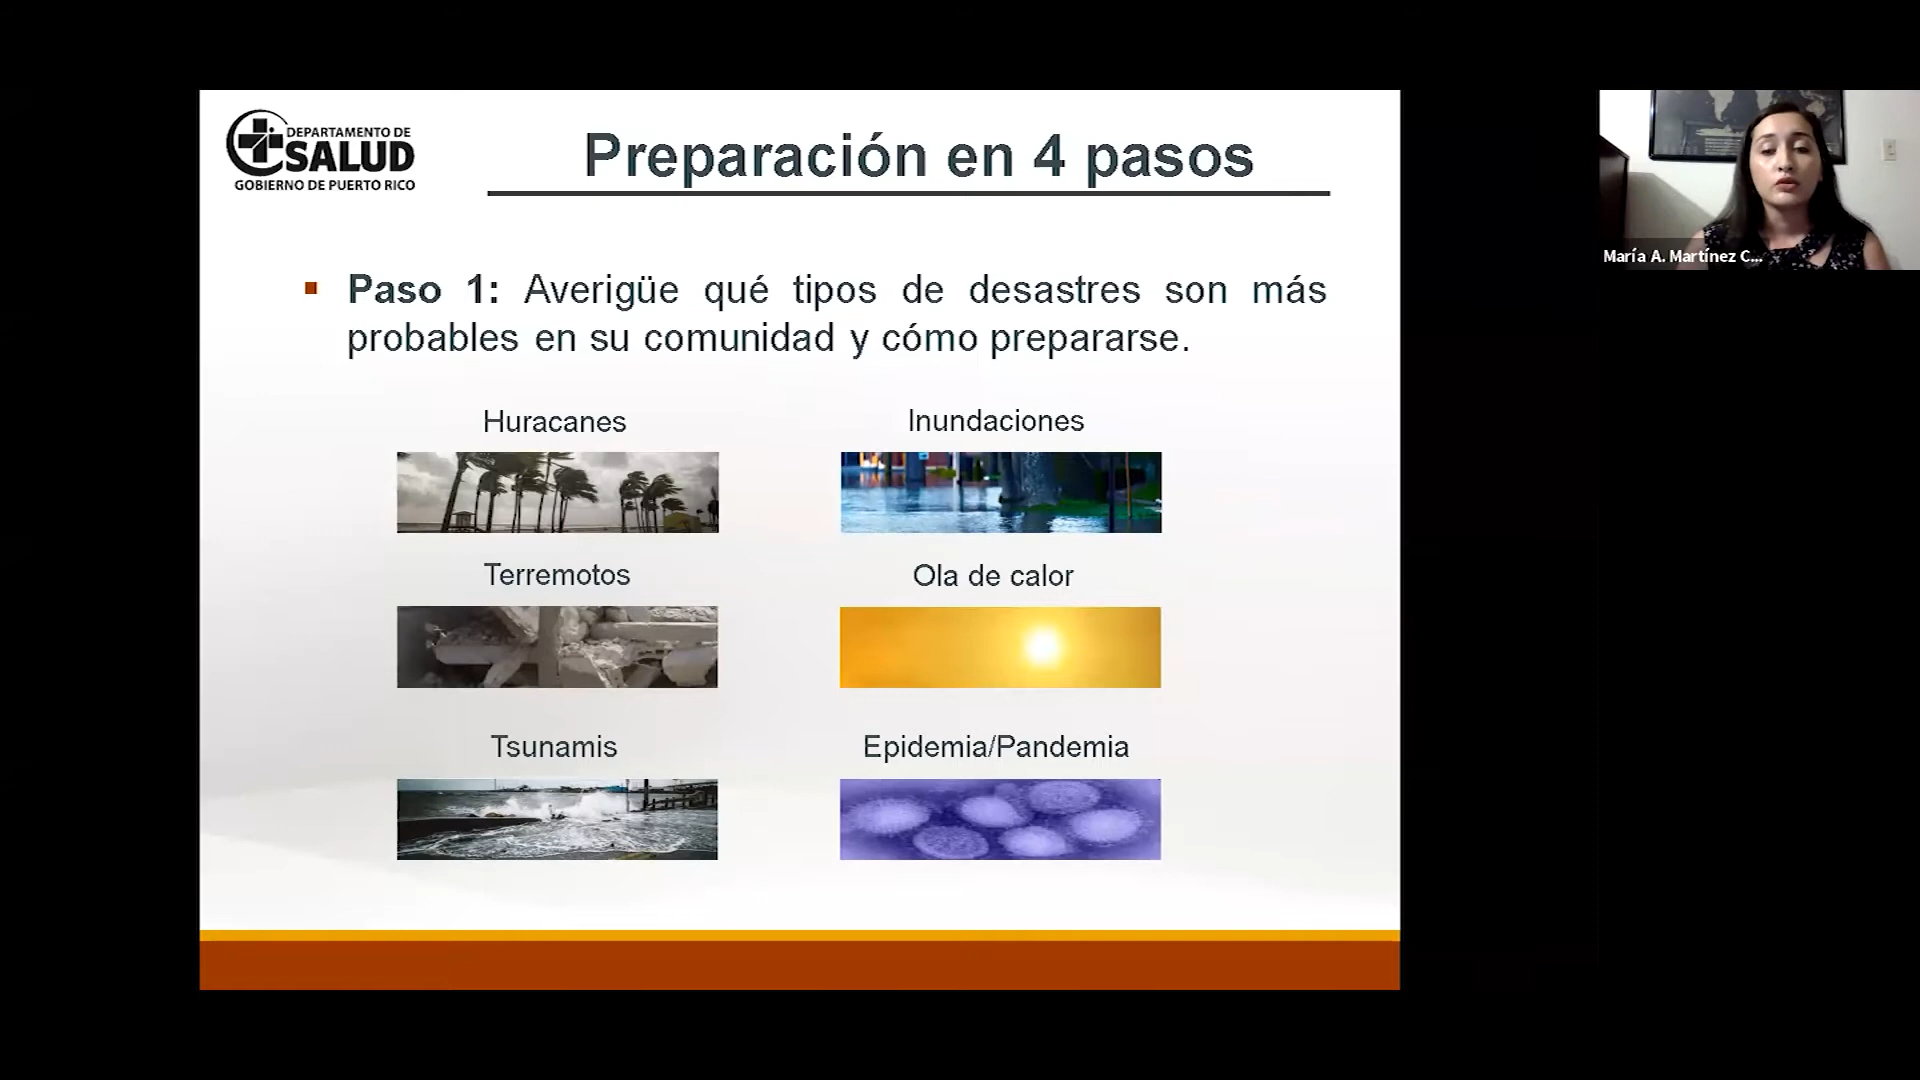 DEPARTAMENTO DE
SALUD
GOBIERNO DE PUERTO RICO
Preparación en 4 pasos
Paso 1: Averigüe qué tipos de desastres son más
probables en su comunidad y cómo prepararse.
Huracanes
Inundaciones
Terremotos
Ola de calor
Tsunamis
Epidemia/Pandemia
María A. Martínez C...